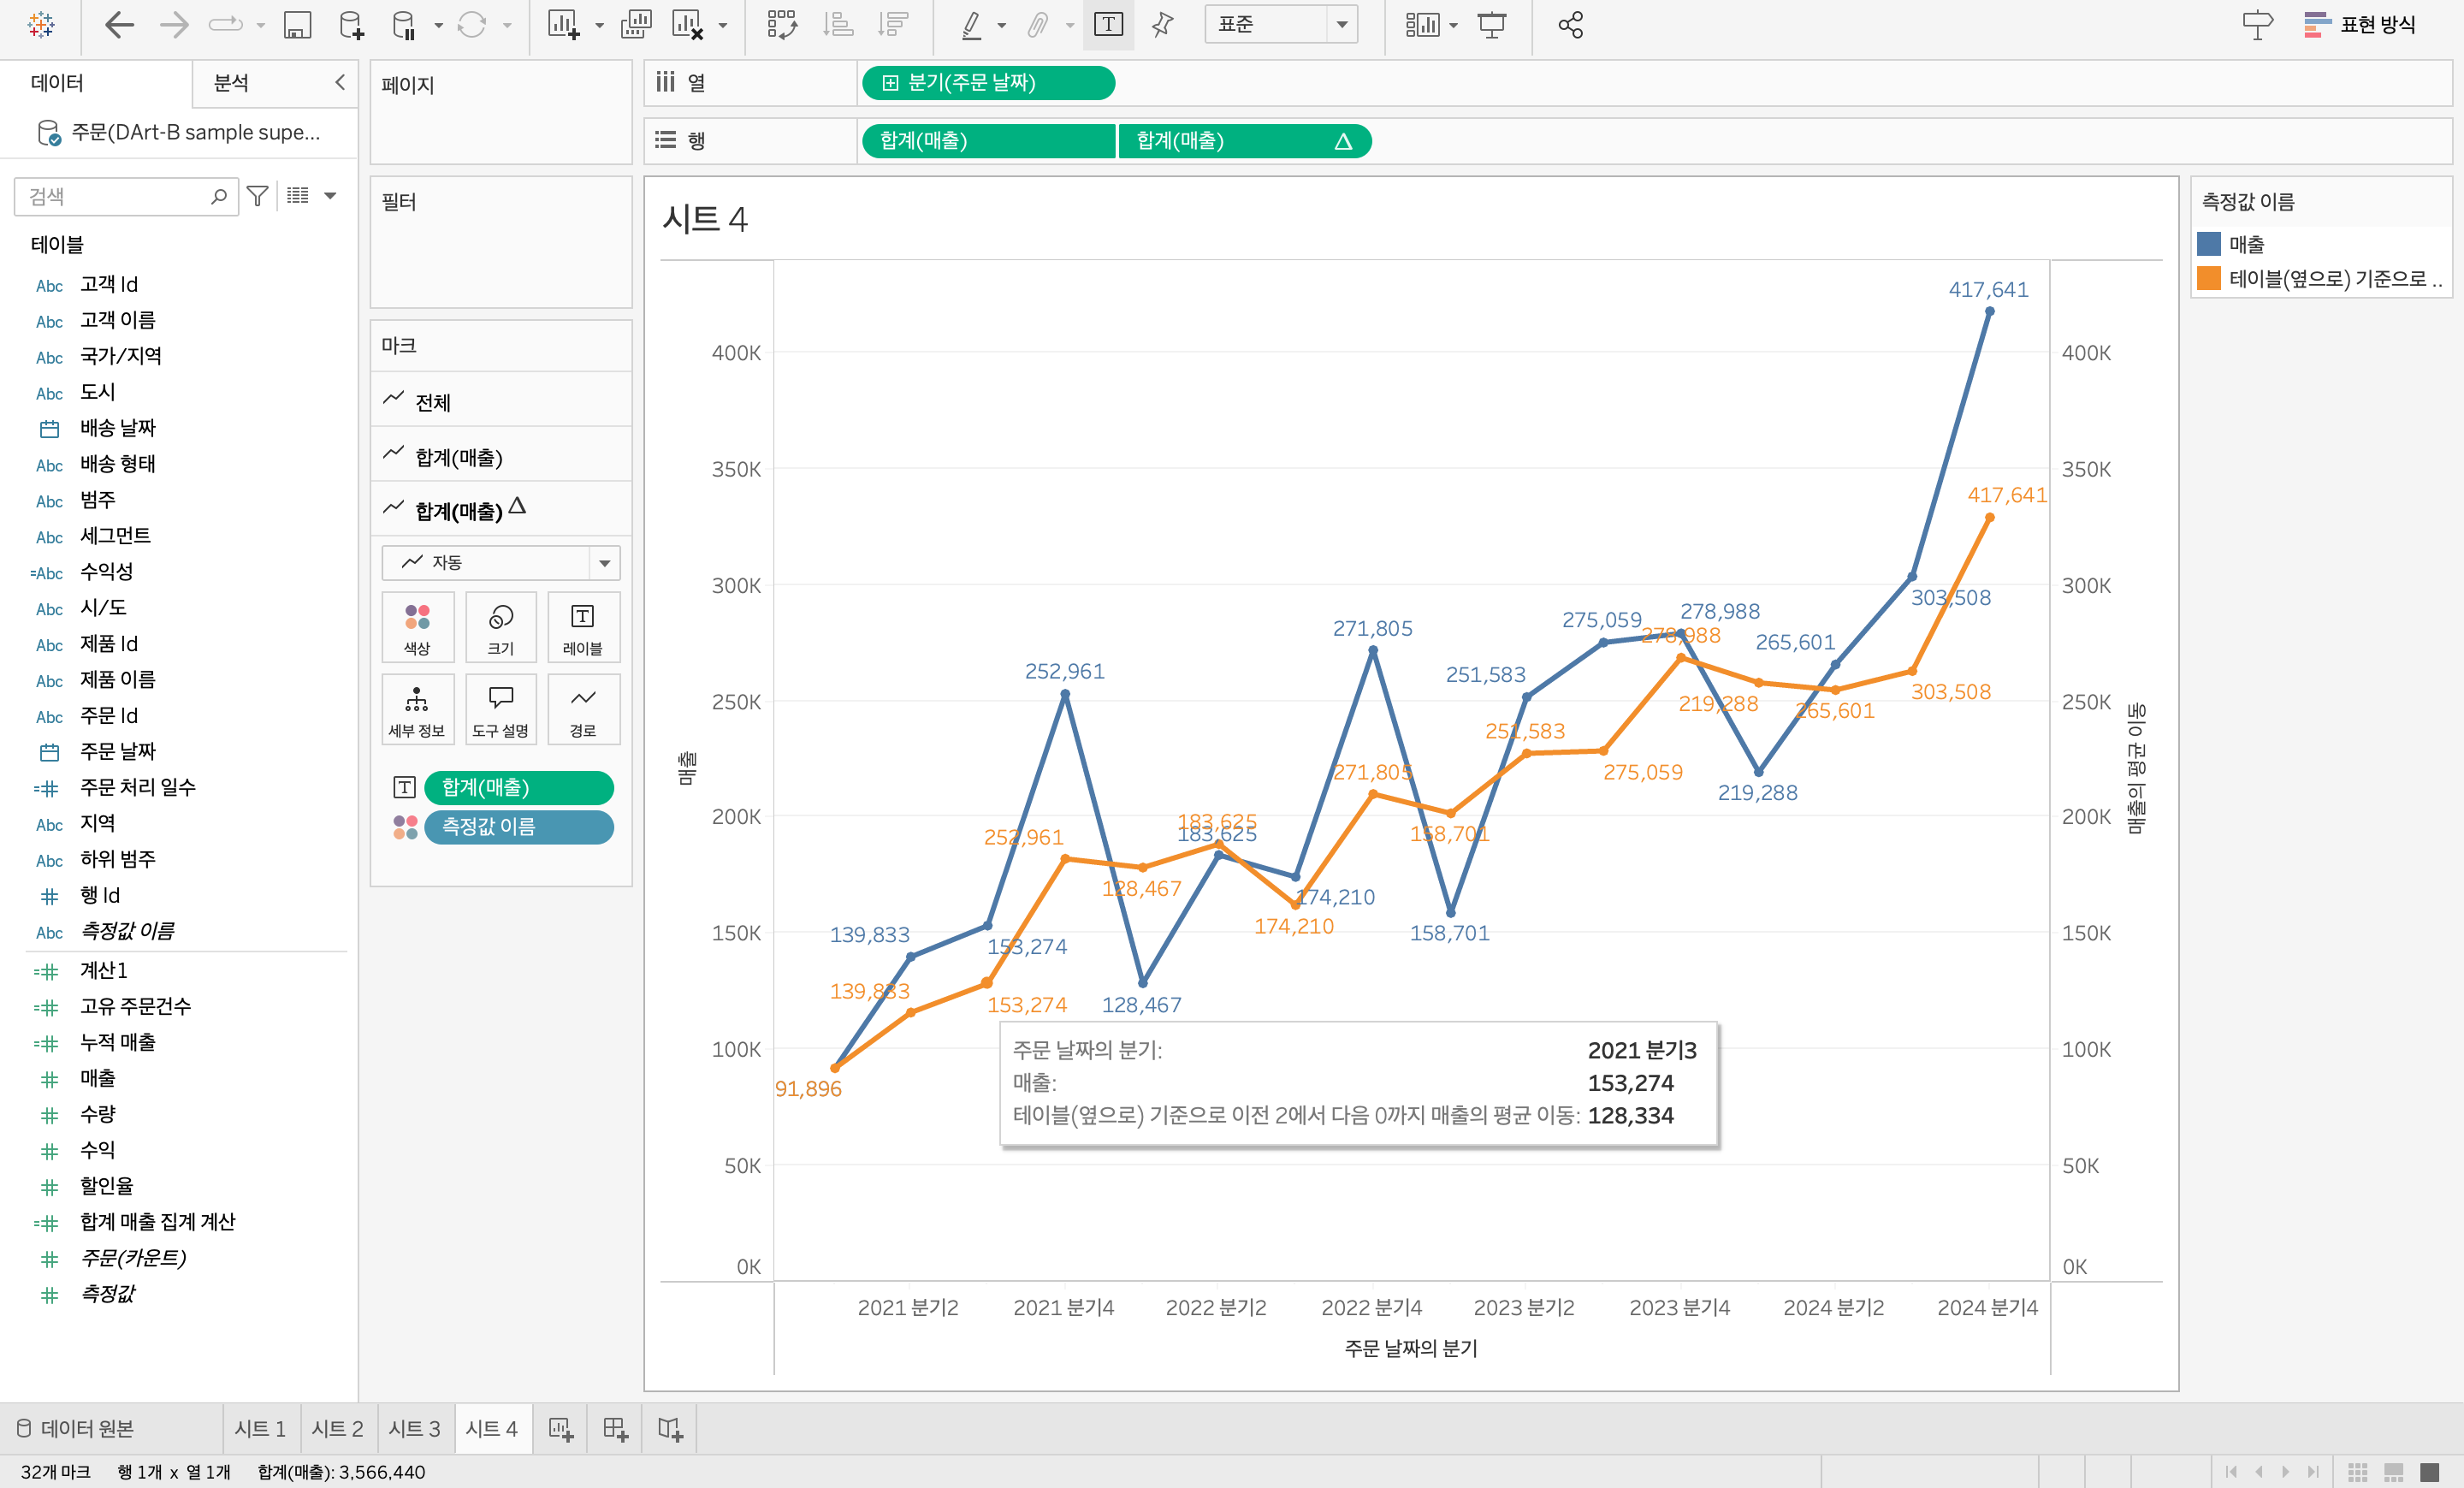 표준
표현 방식
데이터
분석
주문(DArt-B sample supe...
검색
테이블
Abc 고객 Id
Abc 고객 이름
Abc 국가/지역
Abc 도시
배송 날짜
Abc 배송 형태
Abc 범주
Abc 세그먼트
=Abc 수익성
Abc 시/도
Abc 제품 Id
Abc 제품 이름
Abc 주문 Id
주문 날짜
=# 주문 처리 일수
Abc 지역
Abc 하위 범주
# 행 Id
Abc 측정값 이름
=# 계산1
=# 고유 주문건수
=# 누적 매출
# 매출
# 수량
# 수익
# 할인율
=# 합계 매출 집계 계산
# 주문(카운트)
# 측정값
페이지
필터
마크
전체
합계(매출)
합계(매출) Δ
자동
색상
크기
레이블
세부 정보
도구 설명
경로
T 합계(매출)
측정값 이름
열
분기(주문 날짜)
행
합계(매출)
합계(매출) Δ
시트 4
매출
400K
350K
300K
250K
200K
150K
100K
50K
0K
417,641
417,641
303,508
303,508
278,988
278,988
275,059
275,059
271,805
271,805
265,601
265,601
252,961
252,961
251,583
251,583
219,288
219,288
183,625
183,625
174,210
174,210
158,701
158,701
153,274
153,274
139,833
139,833
128,467
128,467
91,896
주문 날짜의 분기: 2021 분기3
매출: 153,274
테이블(옆으로) 기준으로 이전 2에서 다음 0까지 매출의 평균 이동: 128,334
400K
350K
300K
250K
200K
150K
100K
50K
0K
매출의 평균 이동
2021 분기2
2021 분기4
2022 분기2
2022 분기4
2023 분기2
2023 분기4
2024 분기2
2024 분기4
주문 날짜의 분기
측정값 이름
매출
테이블(옆으로) 기준으로 ..
데이터 원본
시트 1
시트 2
시트 3
시트 4
32개 마크 행 1개 x 열 1개 합계(매출): 3,566,440